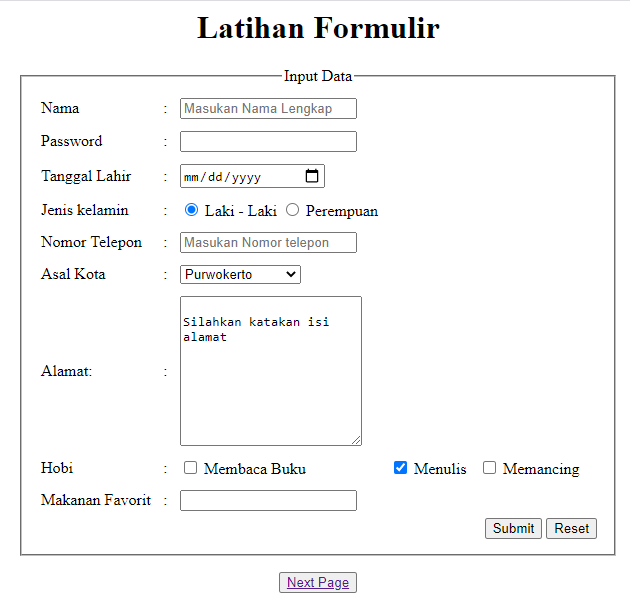 Latihan Formulir
Input Data
Nama : Masukan Nama Lengkap
Password :
Tanggal Lahir : mm/dd/yyyy
Jenis kelamin : Laki - Laki Perempuan
Nomor Telepon : Masukan Nomor telepon
Asal Kota : Purwokerto
Silahkan katakan isi
alamat
Alamat: :
Hobi : Membaca Buku Menulis Memancing
Makanan Favorit :
Submit Reset
Next Page